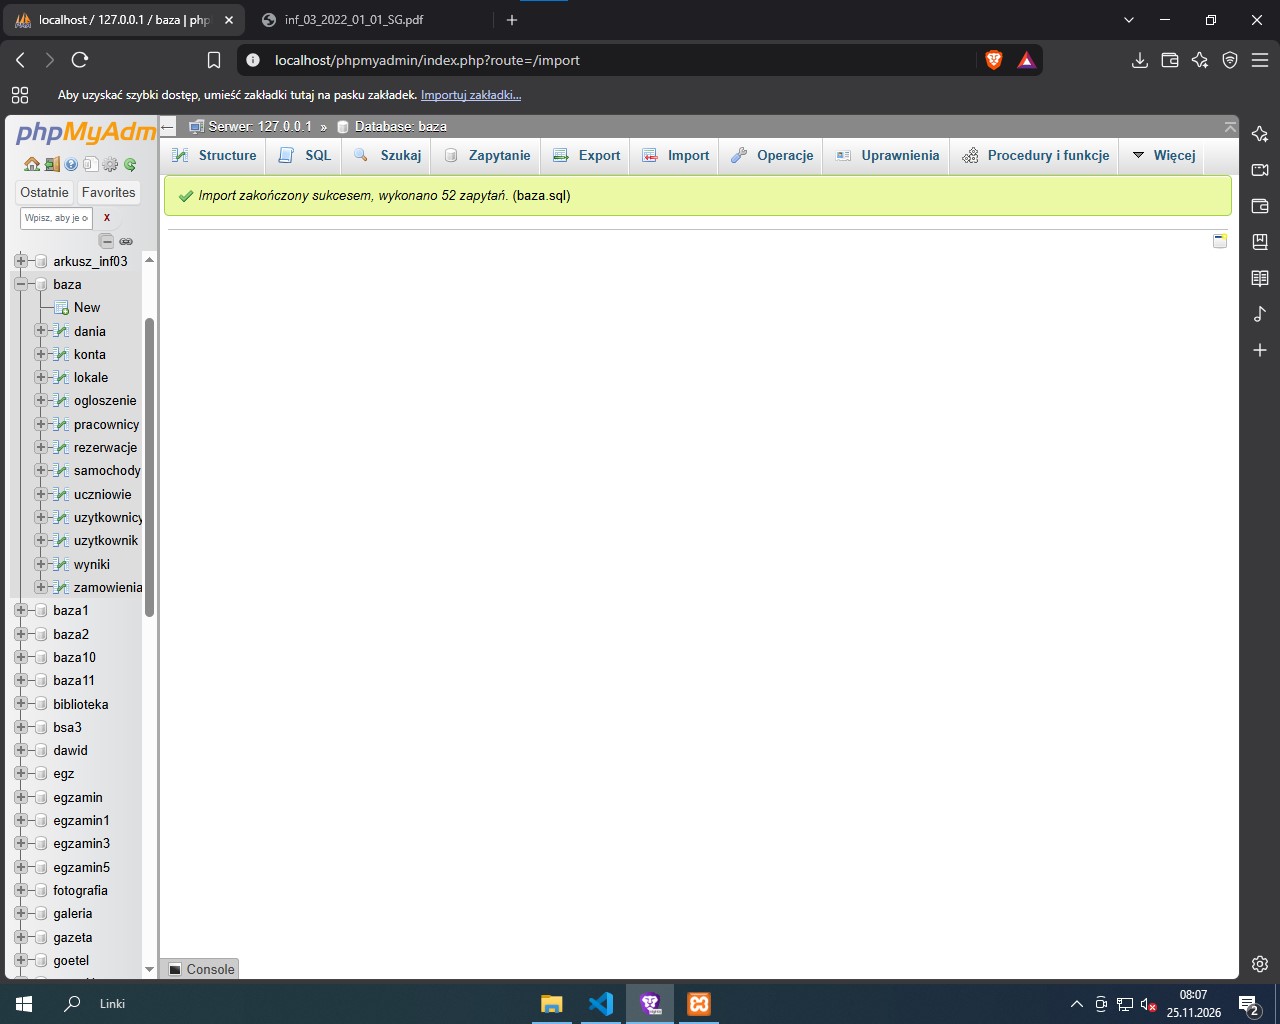 localhost / 127.0.0.1 / baza | php
inf_03_2022_01_01_SG.pdf
localhost/phpmyadmin/index.php?route=/import
Aby uzyskać szybki dostęp, umieść zakładki tutaj na pasku zakładek. Importuj zakładki...
phpMyAdm
Serwer: 127.0.0.1 » Database: baza
Structure SQL Szukaj Zapytanie Export Import Operacje Uprawnienia Procedury i funkcje Więcej
Import zakończony sukcesem, wykonano 52 zapytań. (baza.sql)
Ostatnie Favorites
Wpisz, aby je o X
arkusz_inf03
baza
New
dania
konta
lokale
ogloszenie
pracownicy
rezerwacje
samochody
uczniowie
uzytkownicy
uzytkownik
wyniki
zamowienia
baza1
baza2
baza10
baza11
biblioteka
bsa3
dawid
egz
egzamin
egzamin1
egzamin3
egzamin5
fotografia
galeria
gazeta
goetel
Console
Linki
08:07
25.11.2026
2